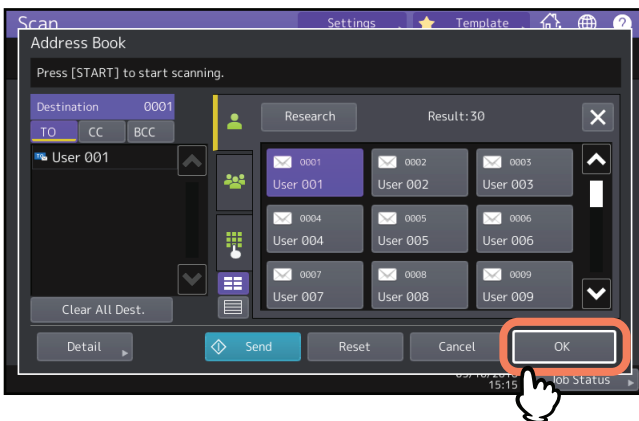 Scan
Settings
Template
Address Book
Press [START] to start scanning.
Destination 0001
TO CC BCC
TO User 001
Research
Result:30
0001
User 001
0002
User 002
0003
User 003
0004
User 004
0005
User 005
0006
User 006
0007
User 007
0008
User 008
0009
User 009
Clear All Dest.
Detail
Send
Reset
Cancel
OK
15:15
Job Status